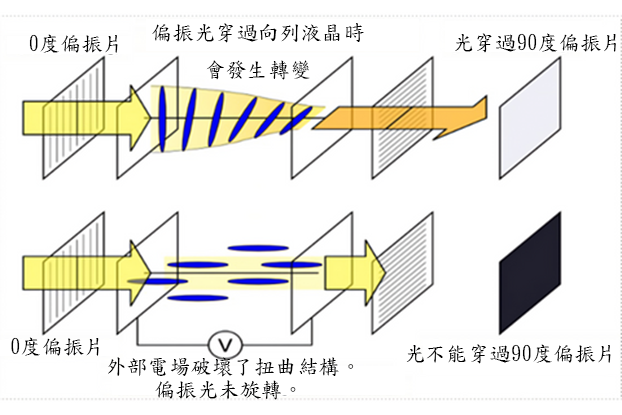 偏振光穿過向列液晶時
0度偏振片
光穿過90度偏振片
會發生轉變
V
0度偏振片
光不能穿過90度偏振片
外部電場破壞了扭曲結構。
偏振光未旋轉。